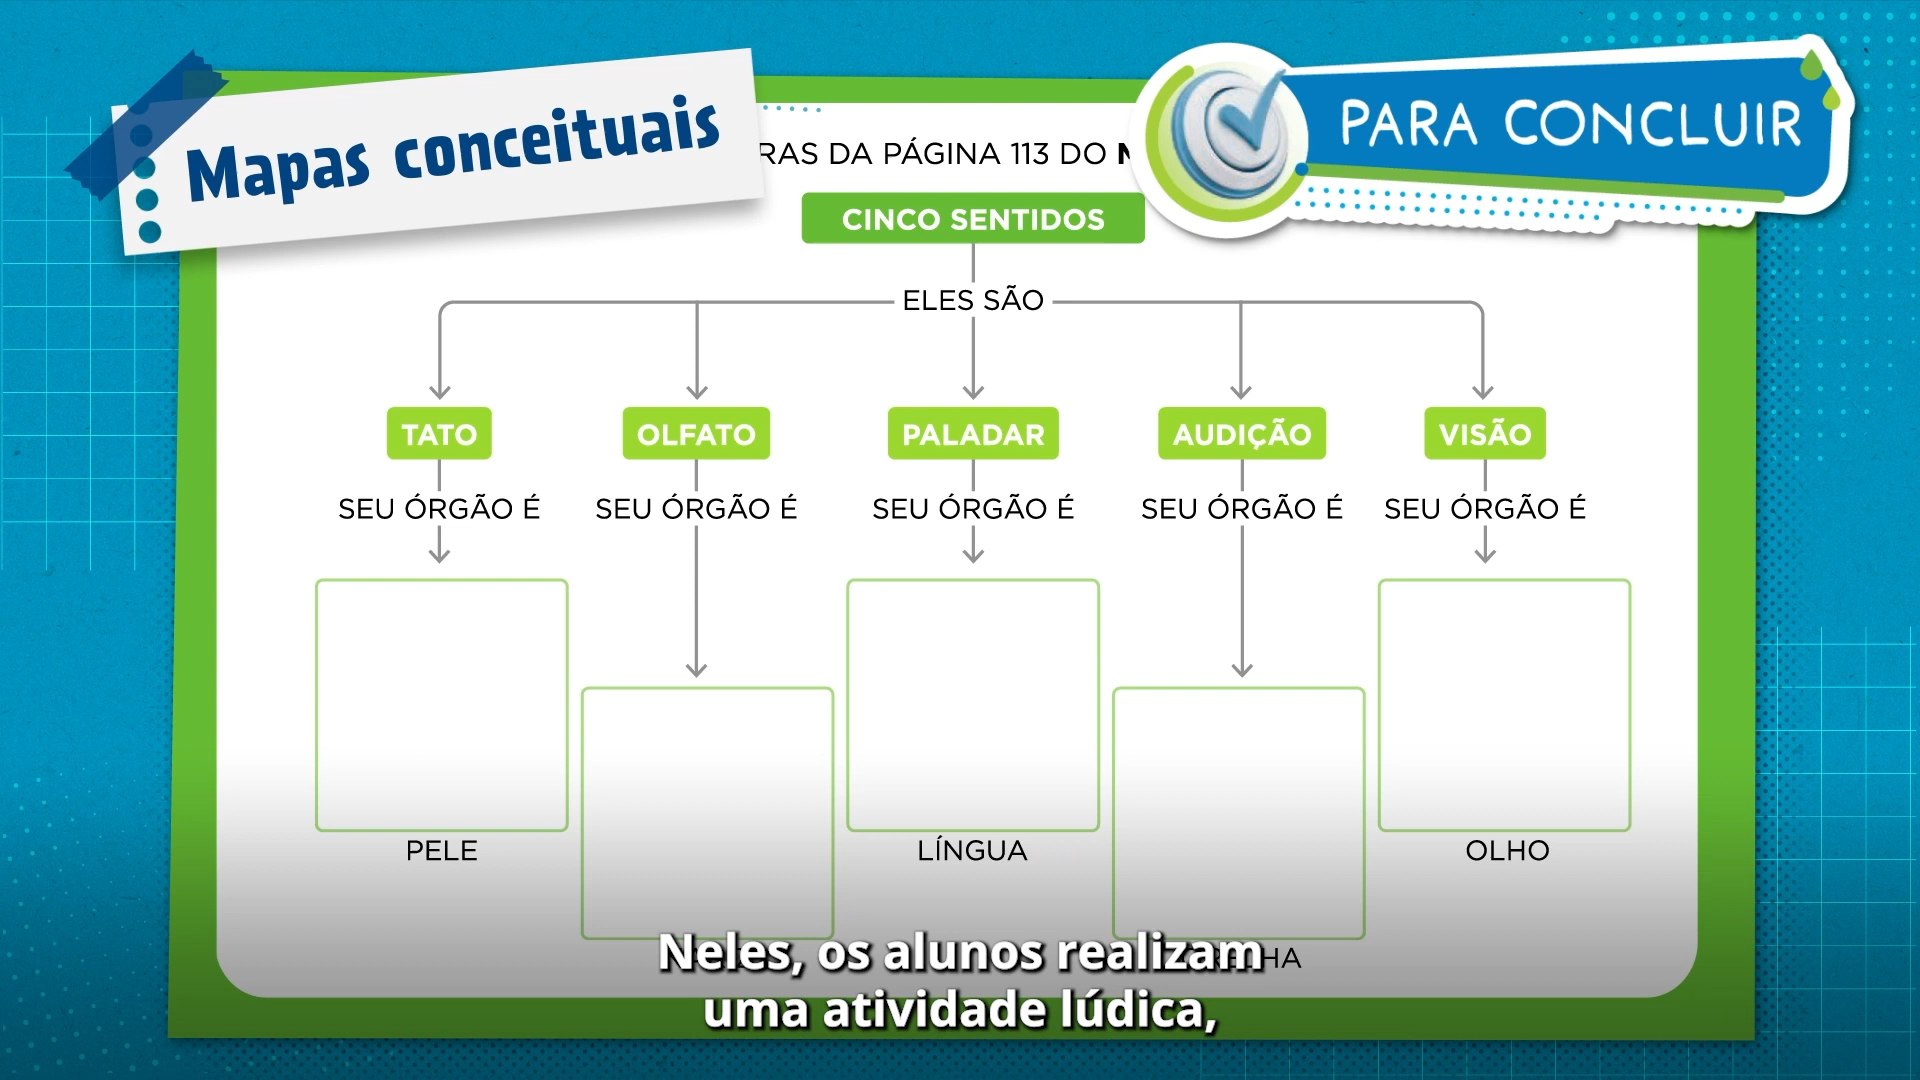 Mapas conceituais
PARA CONCLUIR
DA PÁGINA 113 DO
CINCO SENTIDOS
ELES SÃO
TATO OLFATO PALADAR AUDIÇÃO VISÃO
SEU ÓRGÃO É SEU ÓRGÃO É SEU ÓRGÃO É SEU ÓRGÃO É SEU ÓRGÃO É
PELE LÍNGUA OLHO
Neles, os alunos realizam
uma atividade lúdica,